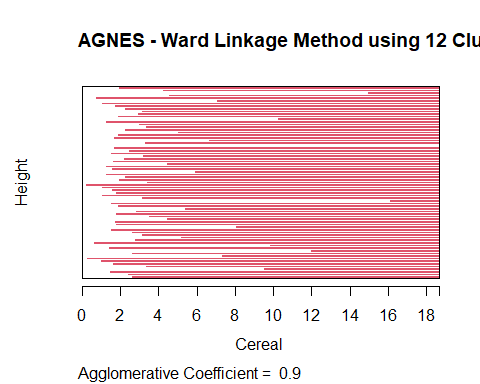 AGNES - Ward Linkage Method using 12 Clu
Height
0 2 4 6 8 10 12 14 16 18
Cereal
Agglomerative Coefficient = 0.9